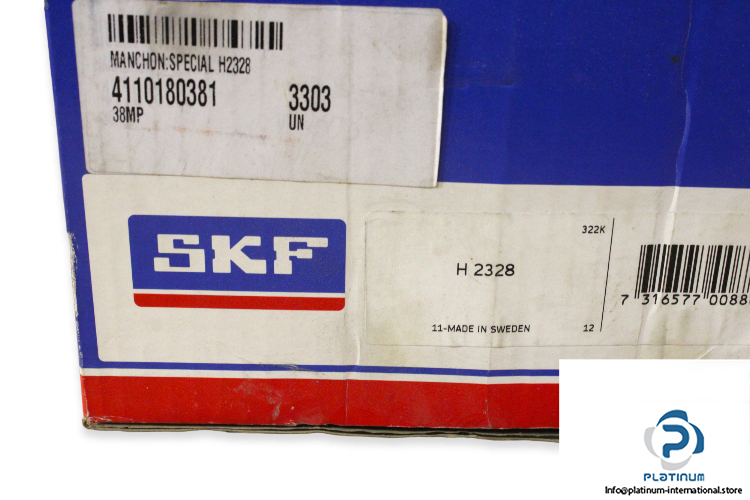 MANCHON:SPECIAL H2328
4110180381 3303
38MP UN
SKF
322K
H 2328
11-MADE IN SWEDEN 12
7 316577 0088
PLATINUM
Info@platinum-international.store